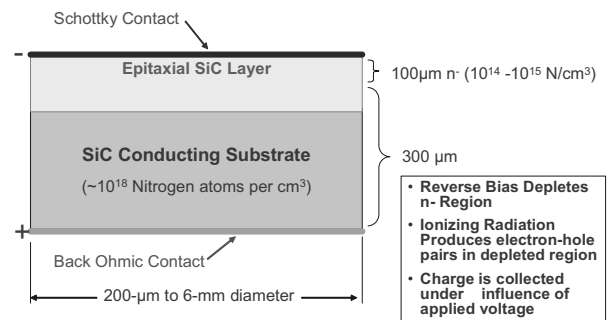 Schottky Contact
-
Epitaxial SiC Layer
100µm n- (10¹⁴ -10¹⁵ N/cm³)
SiC Conducting Substrate
(~10¹⁸ Nitrogen atoms per cm³)
300 µm
+
Back Ohmic Contact
200-µm to 6-mm diameter
• Reverse Bias Depletes
n- Region
• Ionizing Radiation
Produces electron-hole
pairs in depleted region
• Charge is collected
under influence of
applied voltage